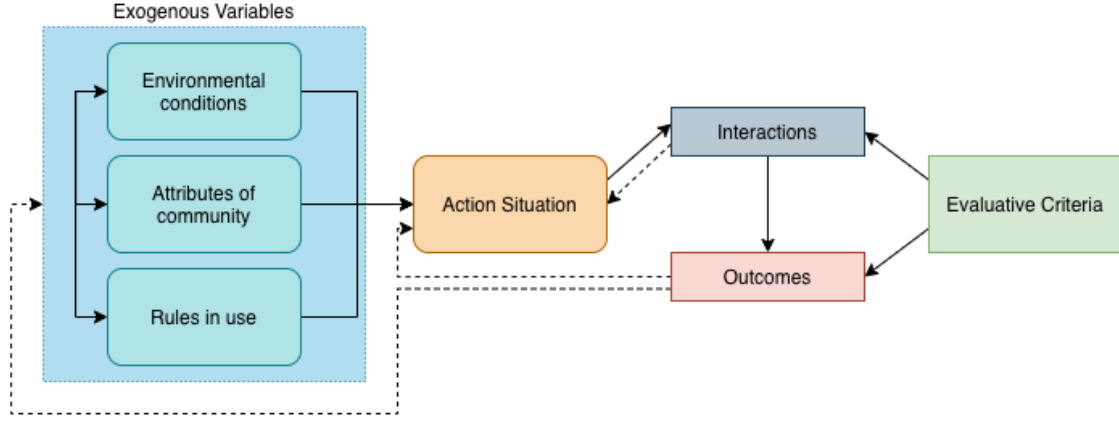 Exogenous Variables
Environmental
conditions
Attributes of
community
Rules in use
Action Situation
Interactions
Outcomes
Evaluative Criteria